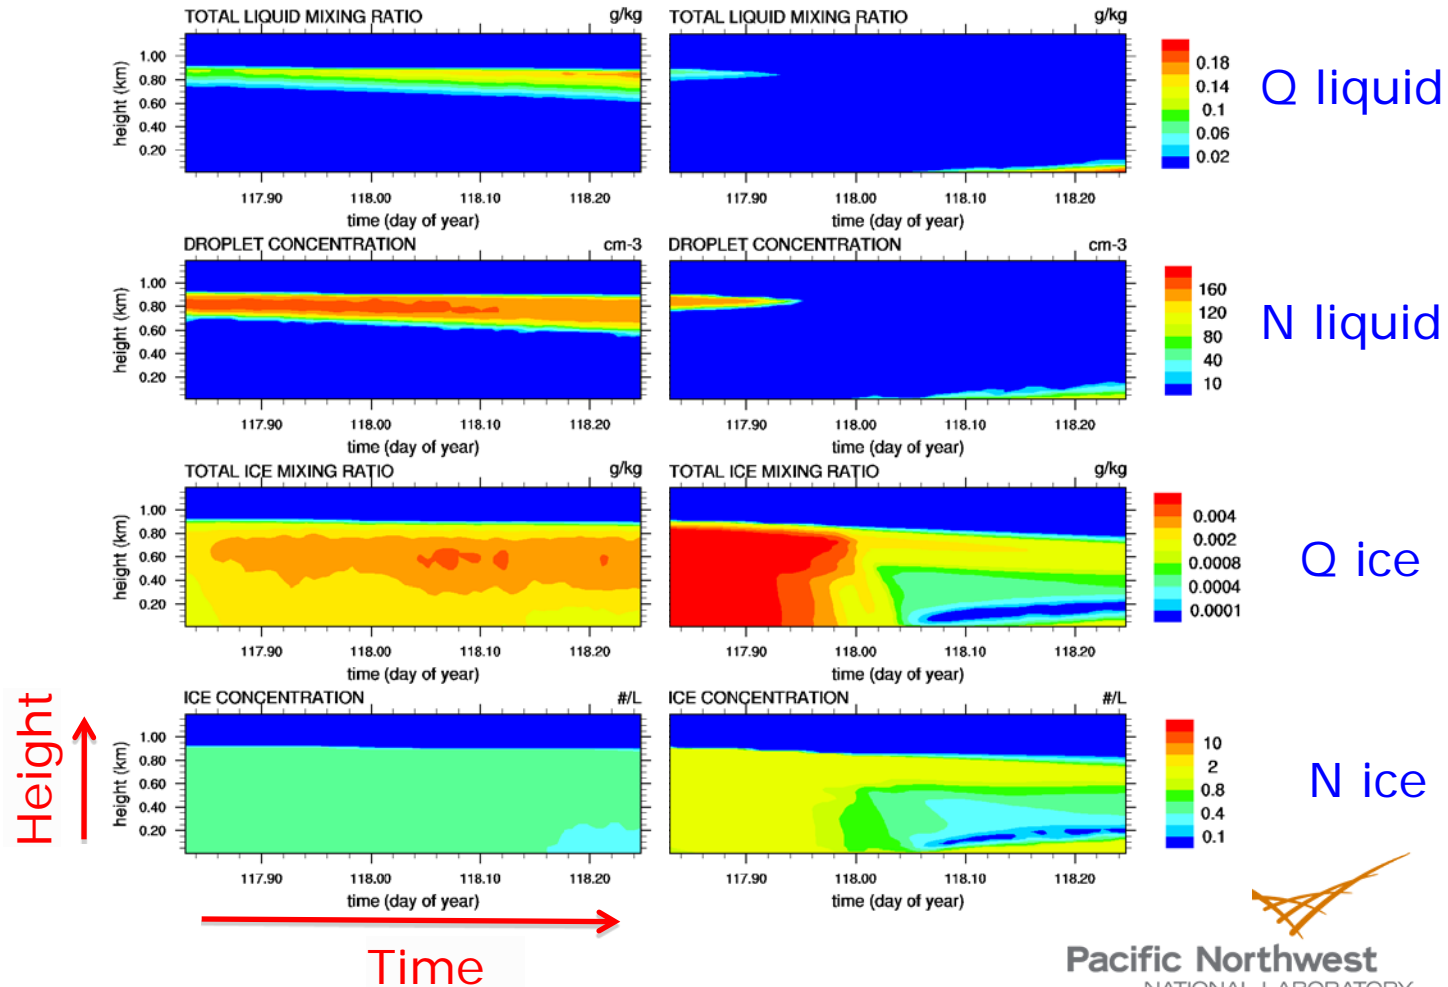 TOTAL LIQUID MIXING RATIO g/kg TOTAL LIQUID MIXING RATIO g/kg
height (km)
1.00
0.80
0.60
0.40
0.20
117.90 118.00 118.10 118.20 117.90 118.00 118.10 118.20
time (day of year) time (day of year)
0.18
0.14
0.1
0.06
0.02
Q liquid
DROPLET CONCENTRATION cm-3 DROPLET CONCENTRATION cm-3
height (km)
1.00
0.80
0.60
0.40
0.20
117.90 118.00 118.10 118.20 117.90 118.00 118.10 118.20
time (day of year) time (day of year)
160
120
80
40
10
N liquid
TOTAL ICE MIXING RATIO g/kg TOTAL ICE MIXING RATIO g/kg
height (km)
1.00
0.80
0.60
0.40
0.20
117.90 118.00 118.10 118.20 117.90 118.00 118.10 118.20
time (day of year) time (day of year)
0.004
0.002
0.0008
0.0004
0.0001
Q ice
ICE CONCENTRATION #/L ICE CONCENTRATION #/L
height (km)
1.00
0.80
0.60
0.40
0.20
117.90 118.00 118.10 118.20 117.90 118.00 118.10 118.20
time (day of year) time (day of year)
10
2
0.8
0.4
0.1
N ice
Height
Time
Pacific Northwest
NATIONAL LABORATORY